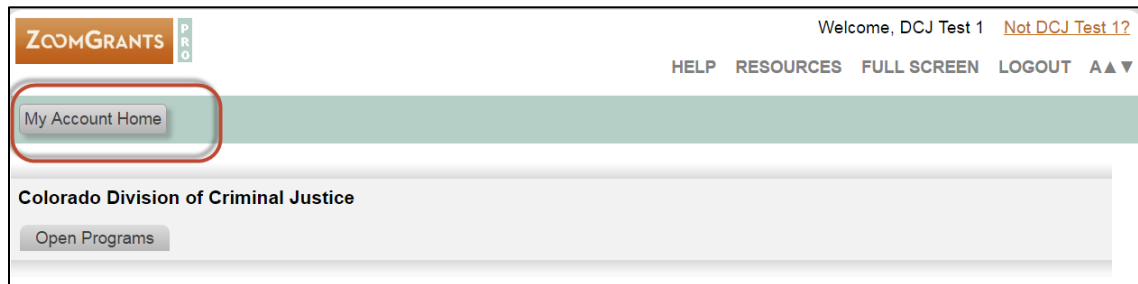 ZOOMGRANTS PRO
Welcome, DCJ Test 1 Not DCJ Test 1?
HELP RESOURCES FULL SCREEN LOGOUT A▲▼
My Account Home
Colorado Division of Criminal Justice
Open Programs